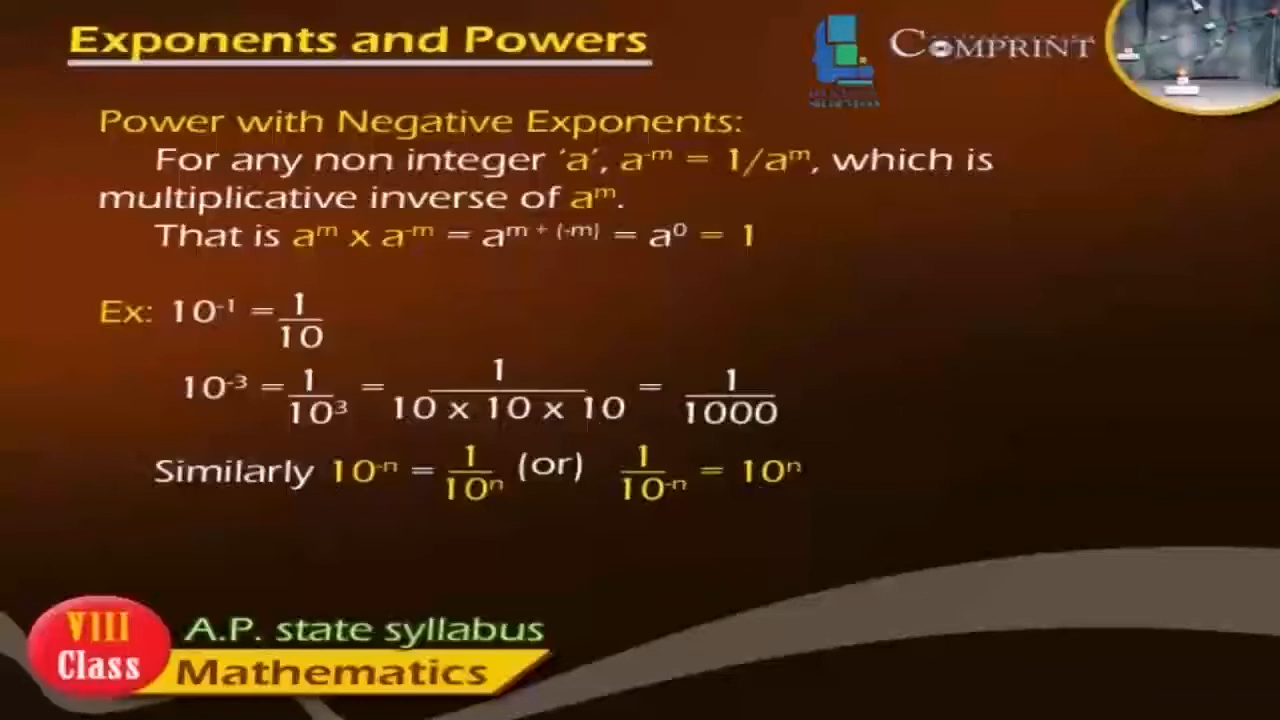 Exponents and Powers
COMPRINT
Power with Negative Exponents:
For any non integer ‘a’, a⁻ᵐ = 1/aᵐ, which is
multiplicative inverse of aᵐ.
That is aᵐ x a⁻ᵐ = aᵐ ⁺ ⁽⁻ᵐ⁾ = a⁰ = 1
Ex: 10⁻¹ = 1/10
10⁻³ = 1/10³ = 1/10 x 10 x 10 = 1/1000
Similarly 10⁻ⁿ = 1/10ⁿ (or) 1/10⁻ⁿ = 10ⁿ
VIII
Class
A.P. state syllabus
Mathematics